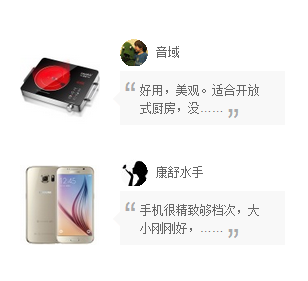 音域
好用，美观。适合开放
式厨房，没......
康舒水手
手机很精致够档次，大
小刚刚好，......